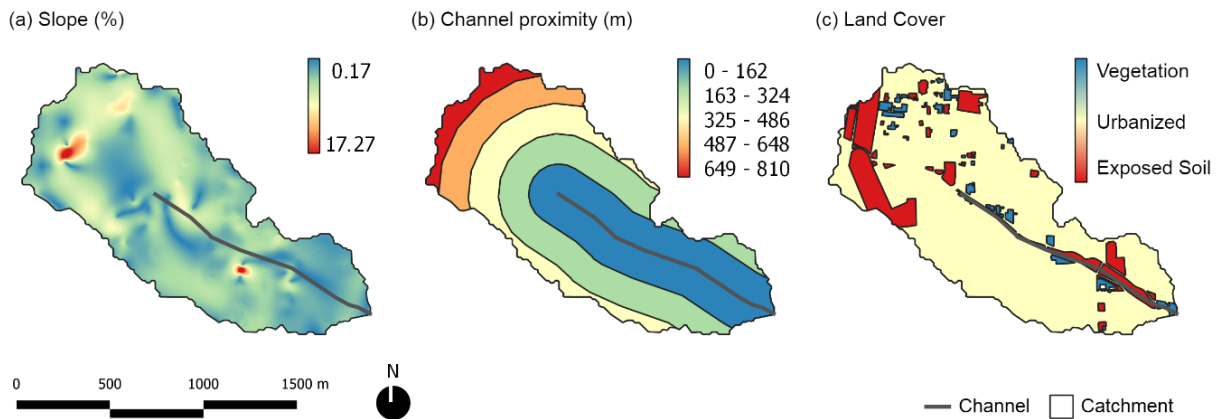 (a) Slope (%)
0.17
17.27
(b) Channel proximity (m)
0 - 162
163 - 324
325 - 486
487 - 648
649 - 810
(c) Land Cover
Vegetation
Urbanized
Exposed Soil
0 500 1000 1500 m
N
Channel Catchment